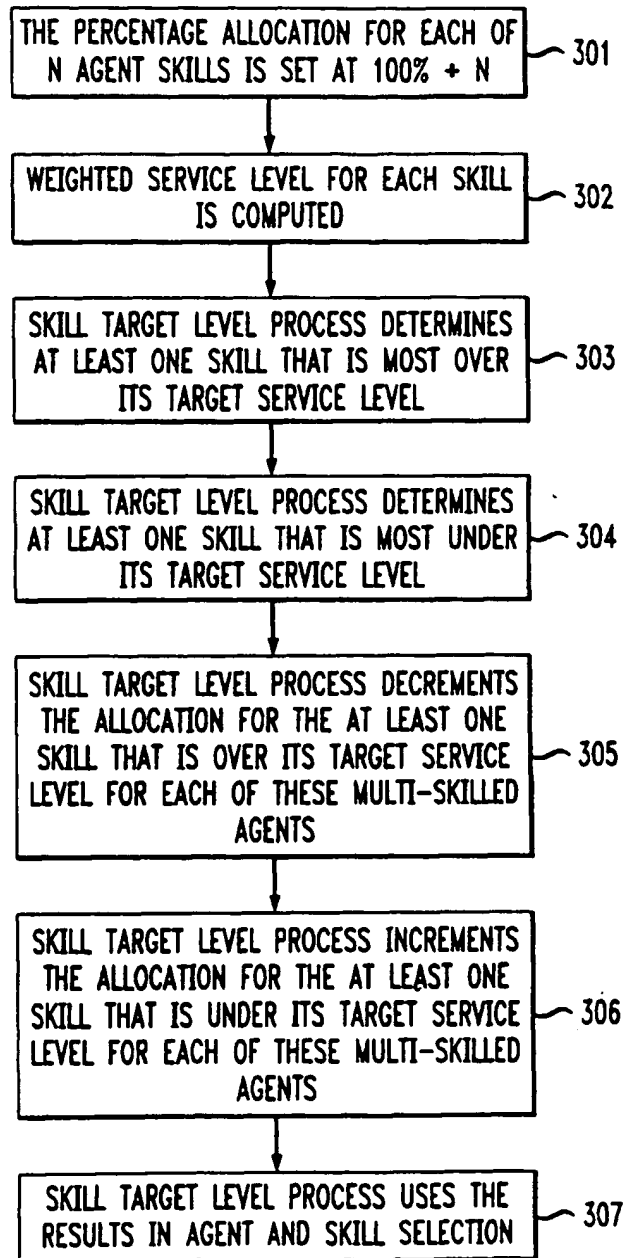 THE PERCENTAGE ALLOCATION FOR EACH OF
N AGENT SKILLS IS SET AT 100% + N
301
WEIGHTED SERVICE LEVEL FOR EACH SKILL
IS COMPUTED
302
SKILL TARGET LEVEL PROCESS DETERMINES
AT LEAST ONE SKILL THAT IS MOST OVER
ITS TARGET SERVICE LEVEL
303
SKILL TARGET LEVEL PROCESS DETERMINES
AT LEAST ONE SKILL THAT IS MOST UNDER
ITS TARGET SERVICE LEVEL
304
SKILL TARGET LEVEL PROCESS DECREMENTS
THE ALLOCATION FOR THE AT LEAST ONE
SKILL THAT IS OVER ITS TARGET SERVICE
LEVEL FOR EACH OF THESE MULTI-SKILLED
AGENTS
305
SKILL TARGET LEVEL PROCESS INCREMENTS
THE ALLOCATION FOR THE AT LEAST ONE
SKILL THAT IS UNDER ITS TARGET SERVICE
LEVEL FOR EACH OF THESE MULTI-SKILLED
AGENTS
306
SKILL TARGET LEVEL PROCESS USES THE
RESULTS IN AGENT AND SKILL SELECTION
307